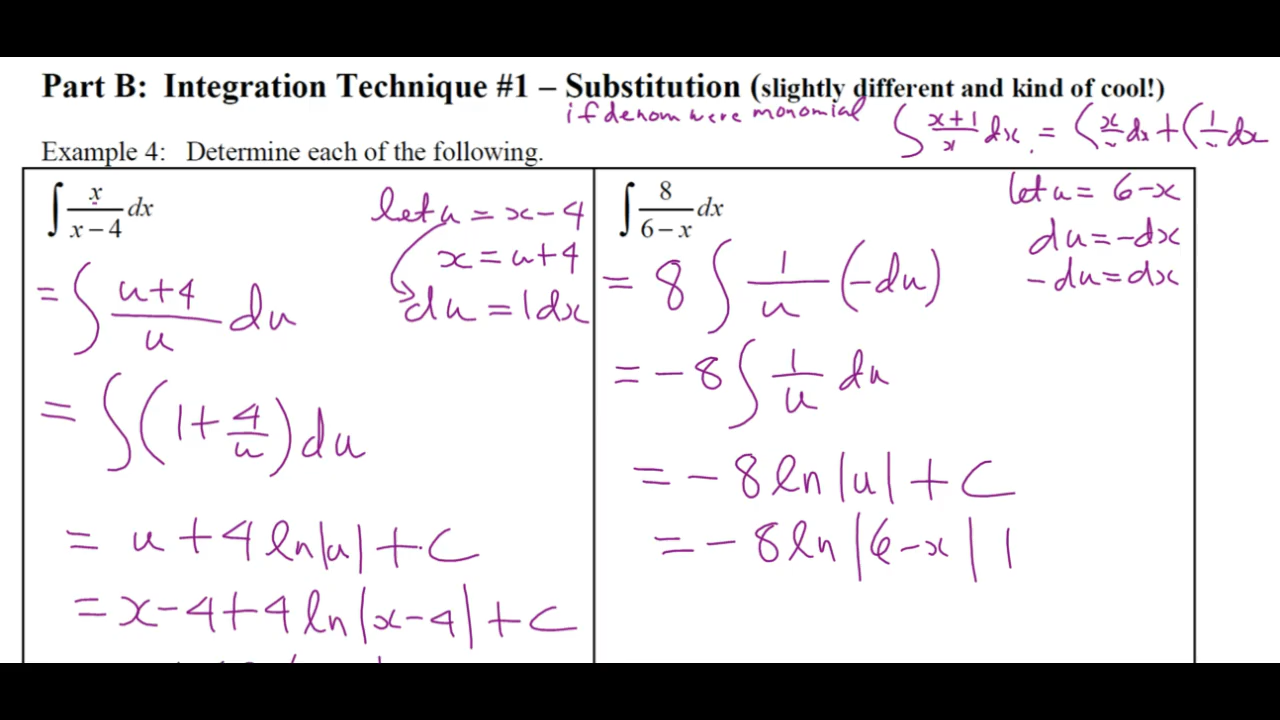 Part B: Integration Technique #1 – Substitution (slightly different and kind of cool!)
if denom were monomial
∫ (x+1)/x dx = ∫ x/x dx + ∫ 1/x dx
Example 4: Determine each of the following.
∫ x/(x – 4) dx
let u = x – 4
x = u + 4
du = 1dx
= ∫ (u+4)/u du
= ∫ (1 + 4/u) du
= u + 4 ln|u| + C
= x – 4 + 4 ln|x – 4| + C
∫ 8/(6 – x) dx
let u = 6 – x
du = –dx
–du = dx
= 8 ∫ 1/u (–du)
= –8 ∫ 1/u du
= –8 ln|u| + C
= –8 ln|6 – x|